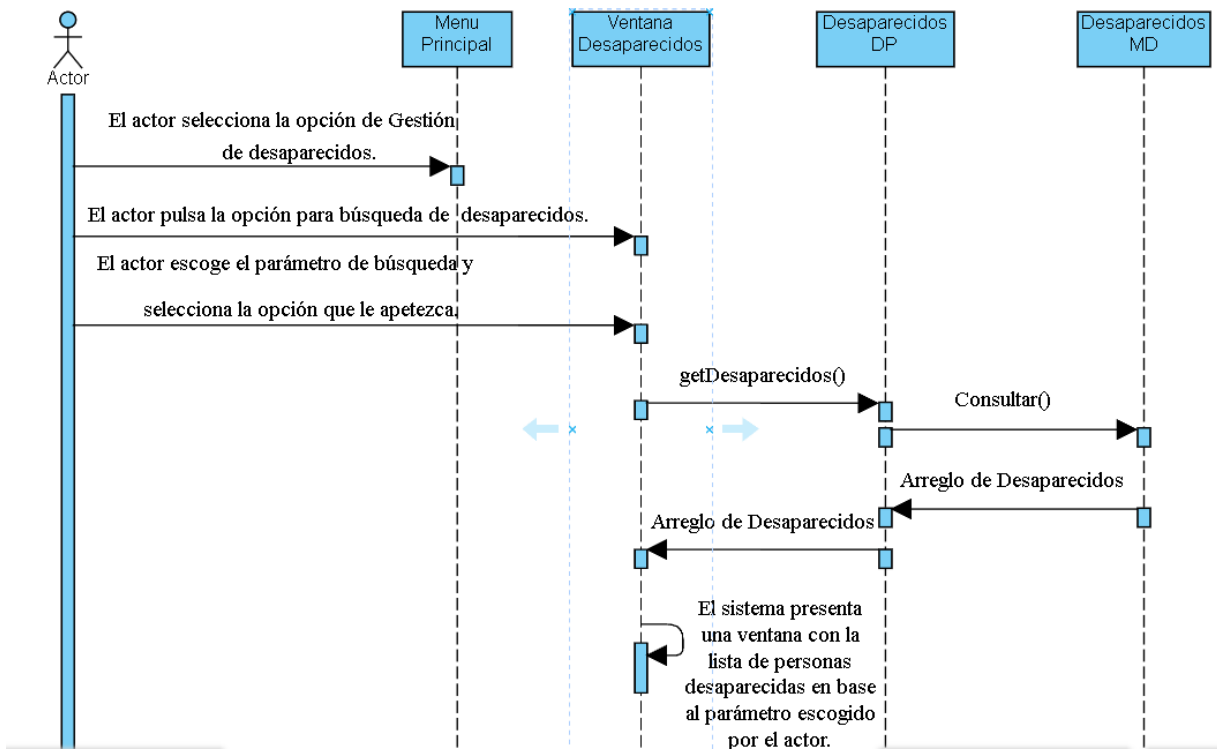 Menu
Principal
Ventana
Desaparecidos
Desaparecidos
DP
Desaparecidos
MD
Actor
El actor selecciona la opción de Gestión
de desaparecidos.
El actor pulsa la opción para búsqueda de desaparecidos.
El actor escoge el parámetro de búsqueda y
selecciona la opción que le apetezca.
getDesaparecidos()
Consultar()
Arreglo de Desaparecidos
Arreglo de Desaparecidos
El sistema presenta
una ventana con la
lista de personas
desaparecidas en base
al parámetro escogido
por el actor.